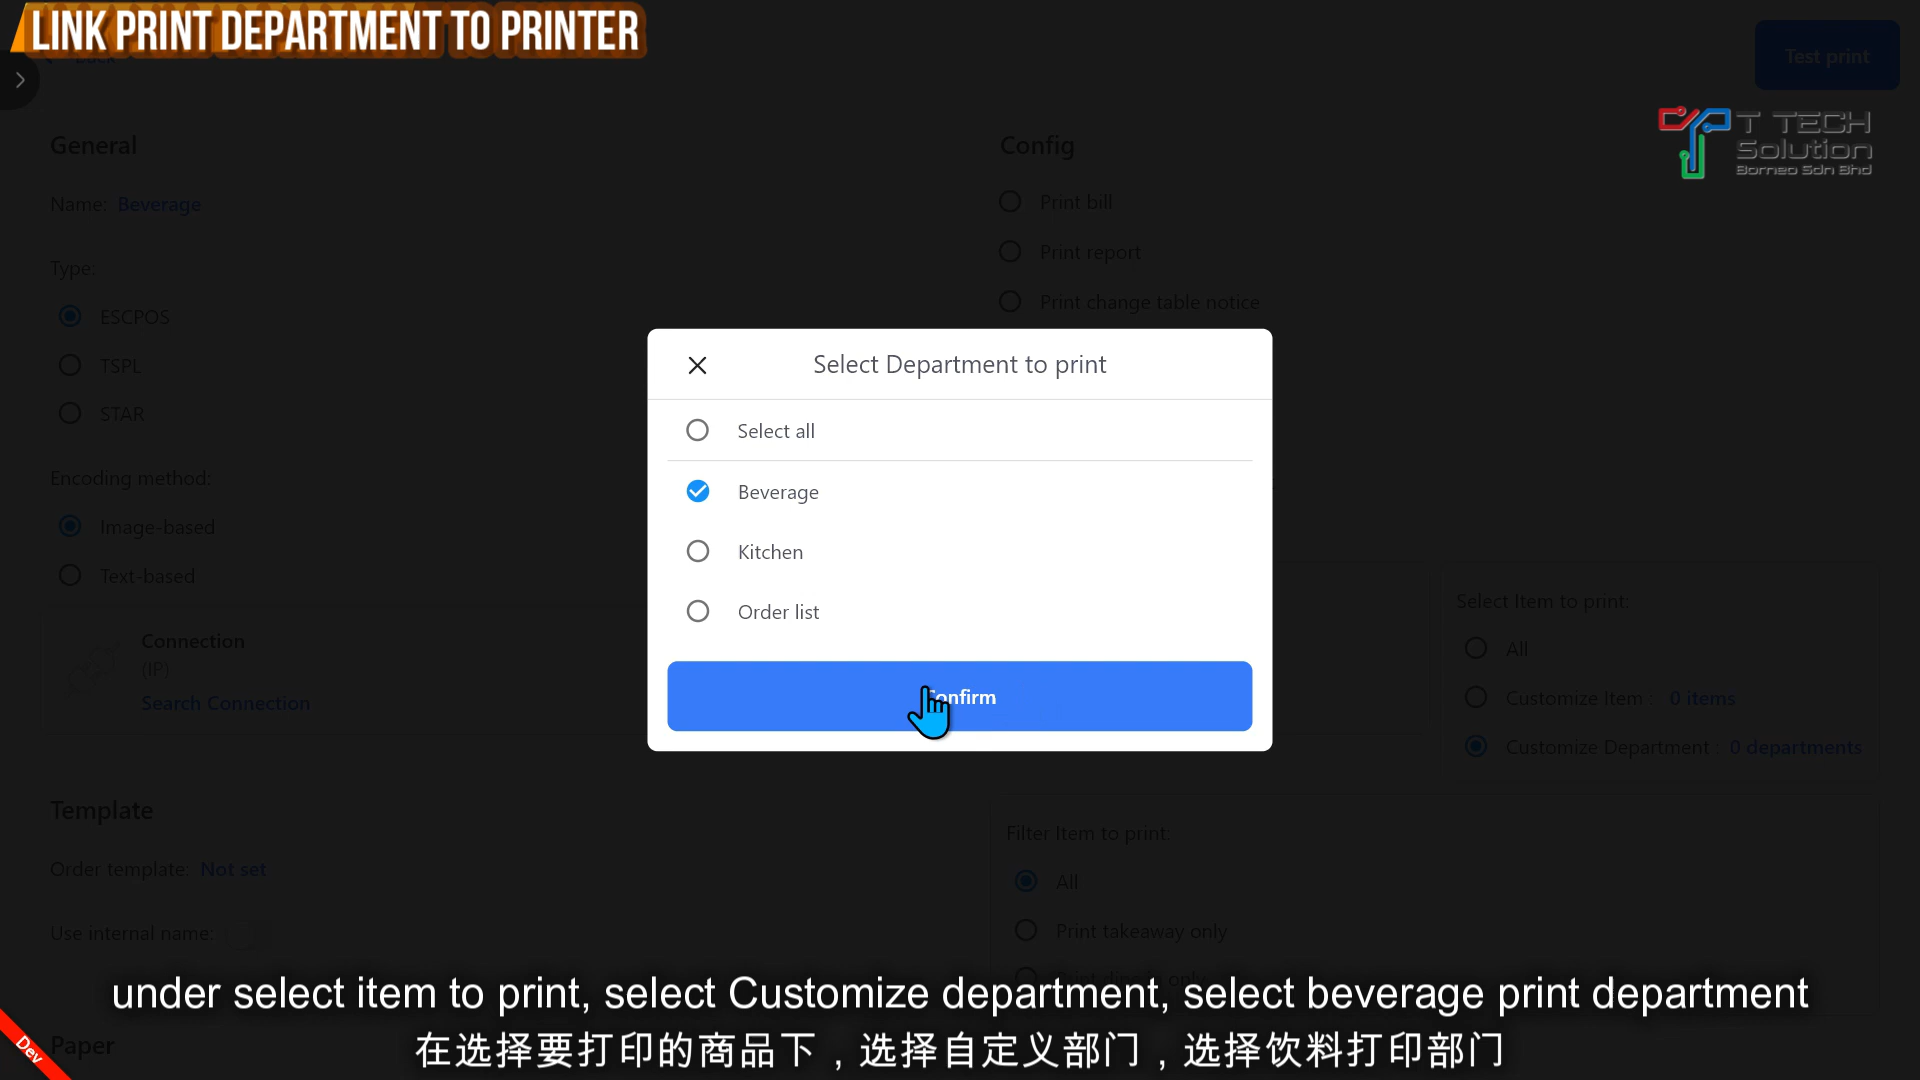 LINK PRINT DEPARTMENT TO PRINTER
Back
Test print
T TECH
Solution
Borneo Sdn Bhd
General
Name: Beverage
Type:
ESCPOS
TSPL
STAR
Encoding method:
Image-based
Text-based
Connection
(IP)
Search Connection
Template
Order template: Not set
Use internal name:
Paper
Config
Print bill
Print report
Print change table notice
Select Department to print
Select all
Beverage
Kitchen
Order list
Confirm
Select Item to print:
All
Customize Item : 0 items
Customize Department : 0 departments
Filter Item to print:
All
Print takeaway only
Print dine in only
under select item to print, select Customize department, select beverage print department
在选择要打印的商品下，选择自定义部门，选择饮料打印部门
Dev